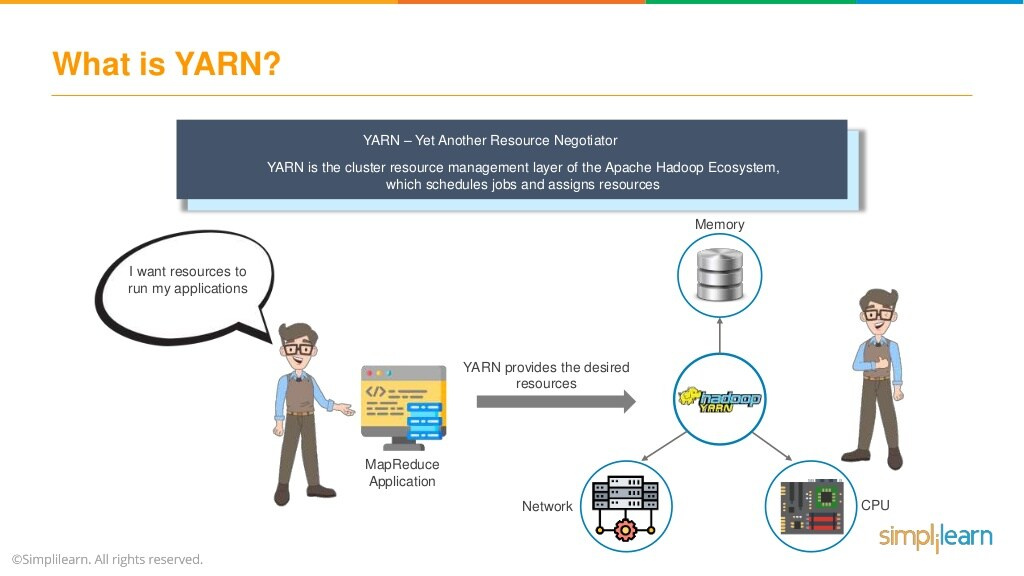 What is YARN?
YARN – Yet Another Resource Negotiator
YARN is the cluster resource management layer of the Apache Hadoop Ecosystem,
which schedules jobs and assigns resources
Memory
I want resources to
run my applications
YARN provides the desired
resources
hadoop
YARN
MapReduce
Application
Network
CPU
simplilearn
©Simplilearn. All rights reserved.